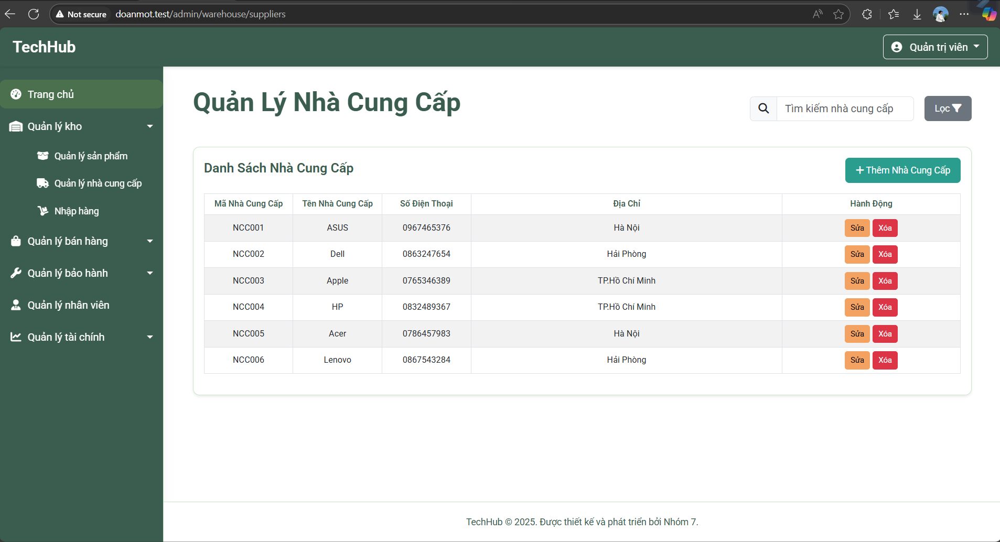 Not secure doanmot.test/admin/warehouse/suppliers
TechHub
Quản trị viên
Trang chủ
Quản lý kho
Quản lý sản phẩm
Quản lý nhà cung cấp
Nhập hàng
Quản lý bán hàng
Quản lý bảo hành
Quản lý nhân viên
Quản lý tài chính
Quản Lý Nhà Cung Cấp
Tìm kiếm nhà cung cấp
Lọc
Danh Sách Nhà Cung Cấp
Thêm Nhà Cung Cấp
Mã Nhà Cung Cấp Tên Nhà Cung Cấp Số Điện Thoại Địa Chỉ Hành Động
NCC001 ASUS 0967465376 Hà Nội Sửa Xóa
NCC002 Dell 0863247654 Hải Phòng Sửa Xóa
NCC003 Apple 0765346389 TP.Hồ Chí Minh Sửa Xóa
NCC004 HP 0832489367 TP.Hồ Chí Minh Sửa Xóa
NCC005 Acer 0786457983 Hà Nội Sửa Xóa
NCC006 Lenovo 0867543284 Hải Phòng Sửa Xóa
TechHub © 2025. Được thiết kế và phát triển bởi Nhóm 7.